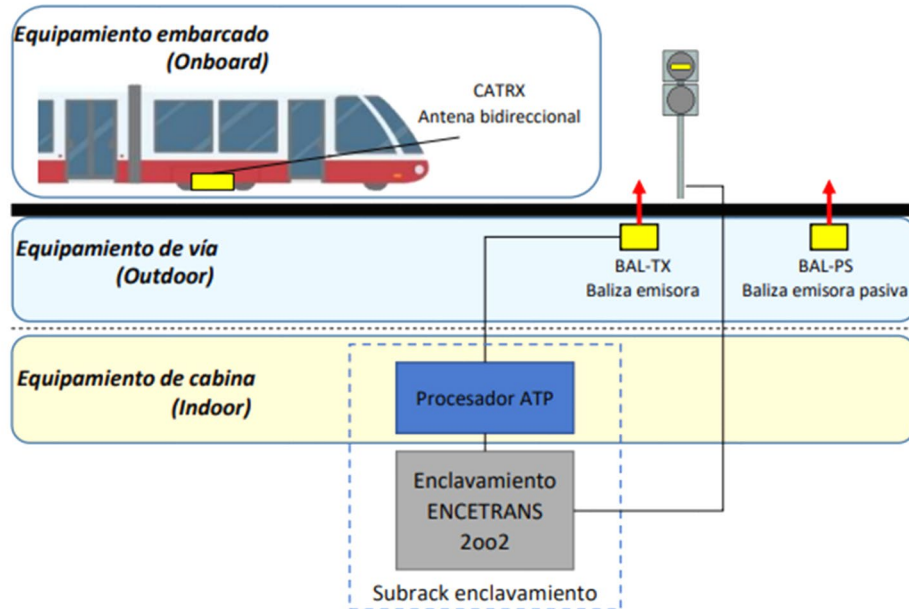 Equipamiento embarcado
(Onboard)
CATRX
Antena bidireccional
Equipamiento de vía
(Outdoor)
BAL-TX
Baliza emisora
BAL-PS
Baliza emisora pasiva
Equipamiento de cabina
(Indoor)
Procesador ATP
Enclavamiento
ENCETRANS
2oo2
Subrack enclavamiento